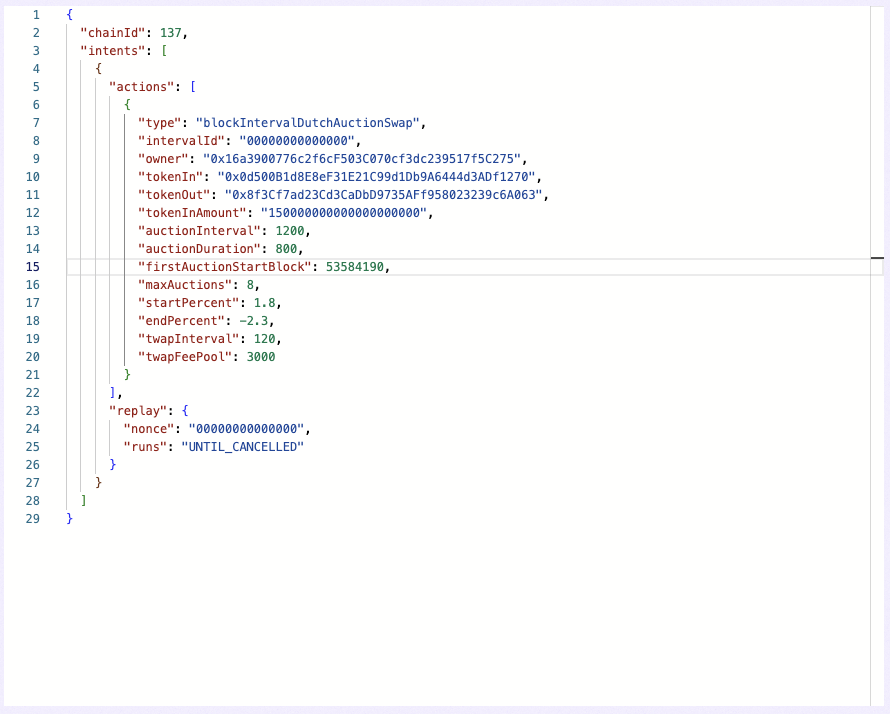 1 {
2 "chainId": 137,
3 "intents": [
4 {
5 "actions": [
6 {
7 "type": "blockIntervalDutchAuctionSwap",
8 "intervalId": "00000000000000",
9 "owner": "0x16a3900776c2f6cF503C070cf3dc239517f5C275",
10 "tokenIn": "0x0d500B1d8E8eF31E21C99d1Db9A6444d3ADf1270",
11 "tokenOut": "0x8f3Cf7ad23Cd3CaDbD9735AFf958023239c6A063",
12 "tokenInAmount": "150000000000000000000",
13 "auctionInterval": 1200,
14 "auctionDuration": 800,
15 "firstAuctionStartBlock": 53584190,
16 "maxAuctions": 8,
17 "startPercent": 1.8,
18 "endPercent": -2.3,
19 "twapInterval": 120,
20 "twapFeePool": 3000
21 }
22 ],
23 "replay": {
24 "nonce": "00000000000000",
25 "runs": "UNTIL_CANCELLED"
26 }
27 }
28 ]
29 }